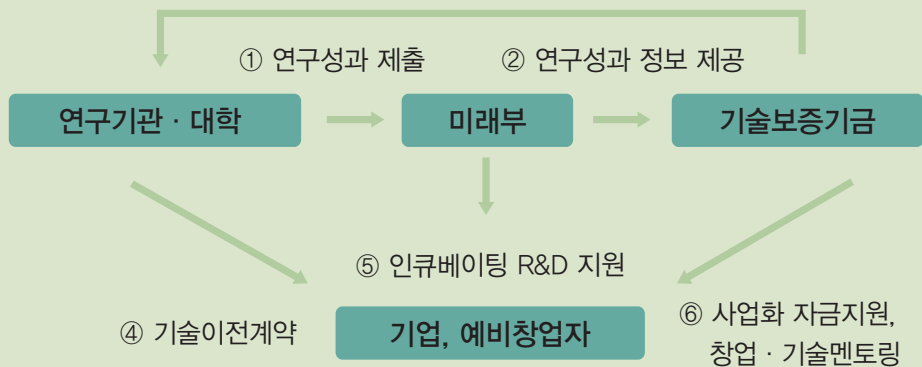 ① 연구성과 제출
② 연구성과 정보 제공
연구기관 · 대학
미래부
기술보증기금
⑤ 인큐베이팅 R&D 지원
④ 기술이전계약
기업, 예비창업자
⑥ 사업화 자금지원,
창업 · 기술멘토링